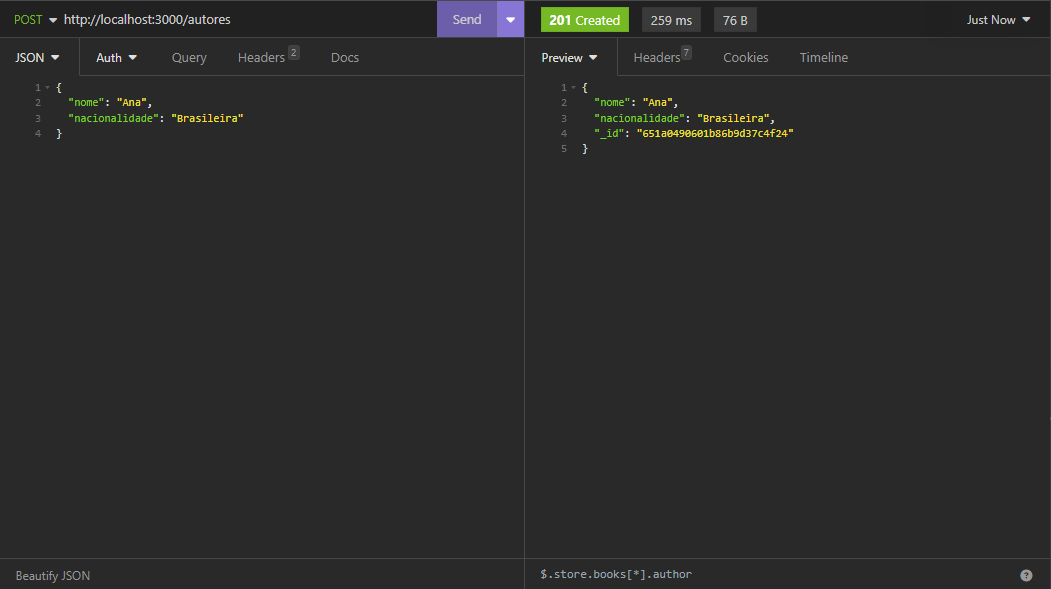 POST http://localhost:3000/autores Send 201 Created 259 ms 76 B Just Now
JSON Auth Query Headers 2 Docs Preview Headers 7 Cookies Timeline
1 {
2 "nome": "Ana",
3 "nacionalidade": "Brasileira"
4 }
1 {
2 "nome": "Ana",
3 "nacionalidade": "Brasileira",
4 "_id": "651a0490601b86b9d37c4f24"
5 }
Beautify JSON $.store.books[*].author ?